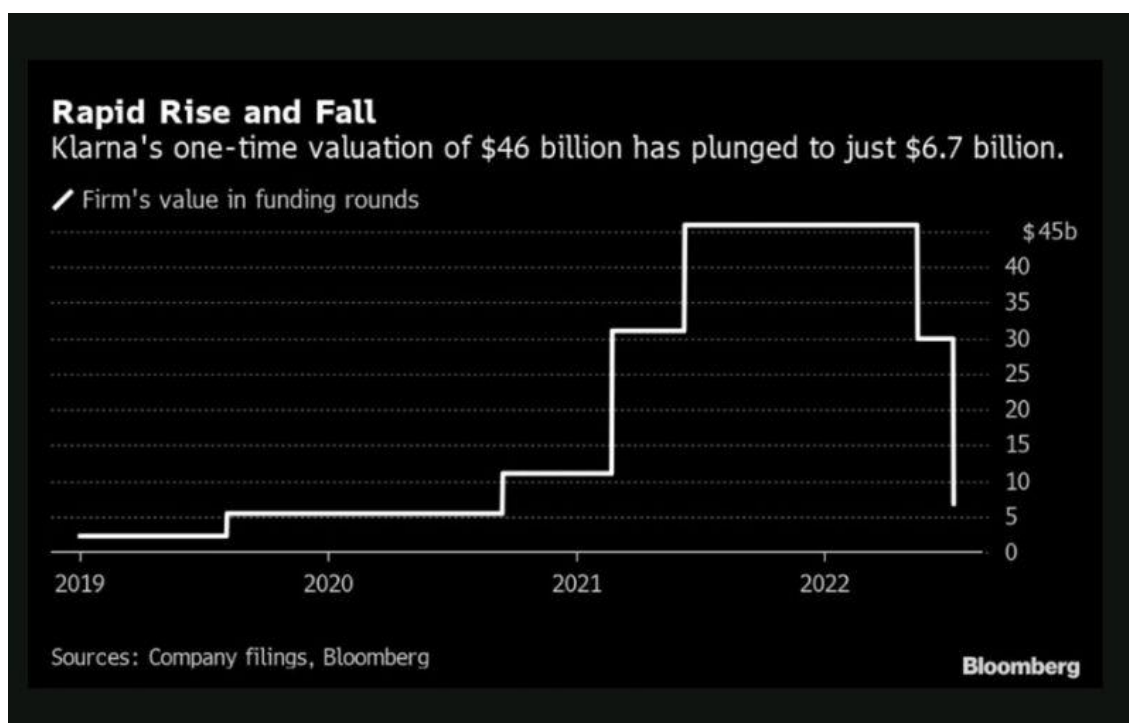 Rapid Rise and Fall
Klarna's one-time valuation of $46 billion has plunged to just $6.7 billion.
Firm's value in funding rounds
$45b
40
35
30
25
20
15
10
5
0
2019 2020 2021 2022
Sources: Company filings, Bloomberg
Bloomberg